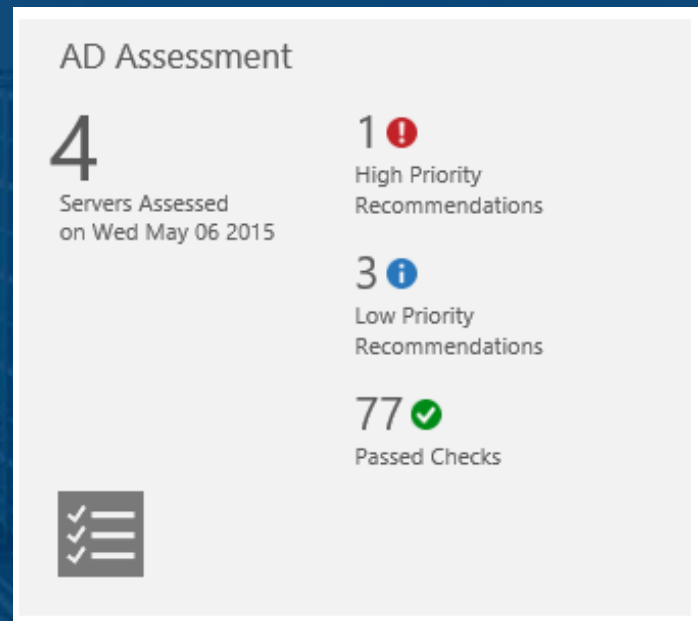 AD Assessment
4
Servers Assessed
on Wed May 06 2015
1
High Priority
Recommendations
3
Low Priority
Recommendations
77
Passed Checks